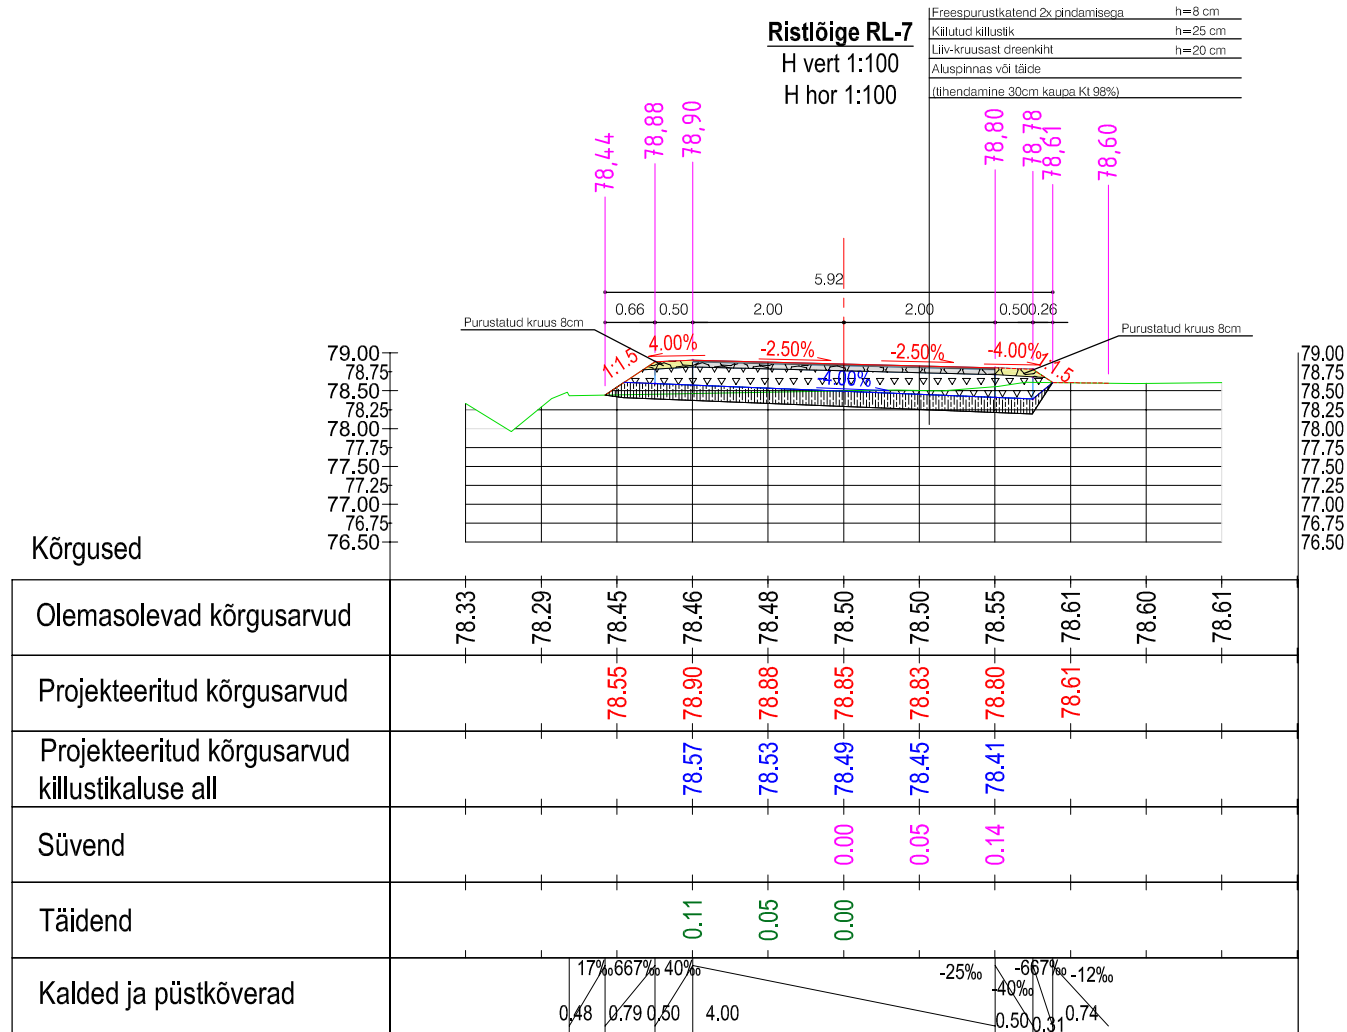 Ristlõige RL-7
H vert 1:100
H hor 1:100
Freespurustkatend 2x pindamisega h=8 cm
Kiilutud killustik h=25 cm
Liiv-kruusast dreenkiht h=20 cm
Aluspinnas või täide
(tihendamine 30cm kaupa Kt 98%)
78,44 78,88 78,90 78,80 78,78 78,61 78,60
5.92
0.66 0.50 2.00 2.00 0.50 0.26
Purustatud kruus 8cm
Purustatud kruus 8cm
1:1.5 4.00% -2.50% -2.50% -4.00% 1:1.5
-4.00%
79.00 79.00
78.75 78.75
78.50 78.50
78.25 78.25
78.00 78.00
77.75 77.75
77.50 77.50
77.25 77.25
77.00 77.00
76.75 76.75
76.50 76.50
Kõrgused
Olemasolevad kõrgusarvud 78.33 78.29 78.45 78.46 78.48 78.50 78.50 78.55 78.61 78.60 78.61
Projekteeritud kõrgusarvud 78.55 78.90 78.88 78.85 78.83 78.80 78.61
Projekteeritud kõrgusarvud
killustikaluse all 78.57 78.53 78.49 78.45 78.41
Süvend 0.00 0.05 0.14
Täidend 0.11 0.05 0.00
Kalded ja püstkõverad
17‰ 667‰ 40‰ -25‰ -40‰ -667‰ -12‰
0.48 0.79 0.50 4.00 0.50 0.31 0.74